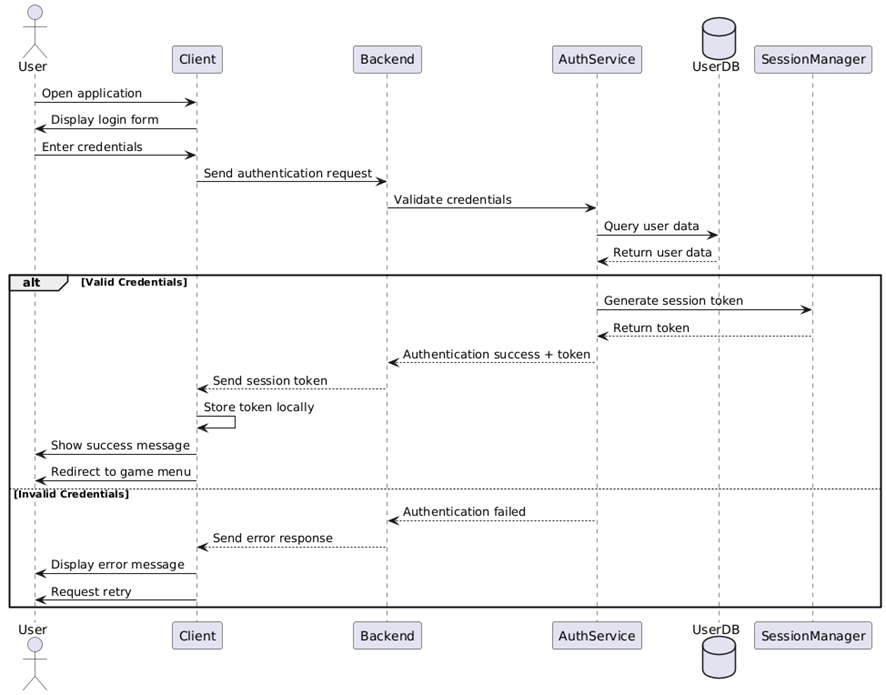 User
Client
Backend
AuthService
UserDB
SessionManager
Open application
Display login form
Enter credentials
Send authentication request
Validate credentials
Query user data
Return user data
alt [Valid Credentials]
Generate session token
Return token
Authentication success + token
Send session token
Store token locally
Show success message
Redirect to game menu
[Invalid Credentials]
Authentication failed
Send error response
Display error message
Request retry
User
Client
Backend
AuthService
UserDB
SessionManager